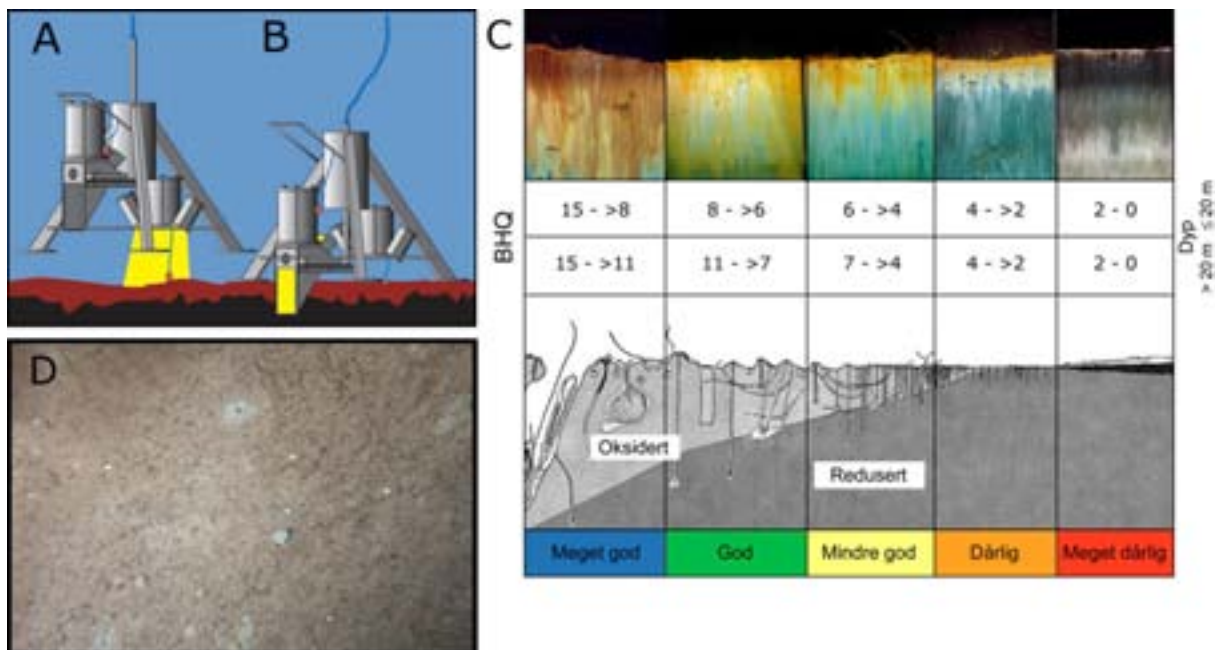 A
B
C
BHQ
15 - >8
8 - >6
6 - >4
4 - >2
2 - 0
15 - >11
11 - >7
7 - >4
4 - >2
2 - 0
Dyp
> 20 m ≤ 20 m
Oksidert
Redusert
Meget god
God
Mindre god
Dårlig
Meget dårlig
D